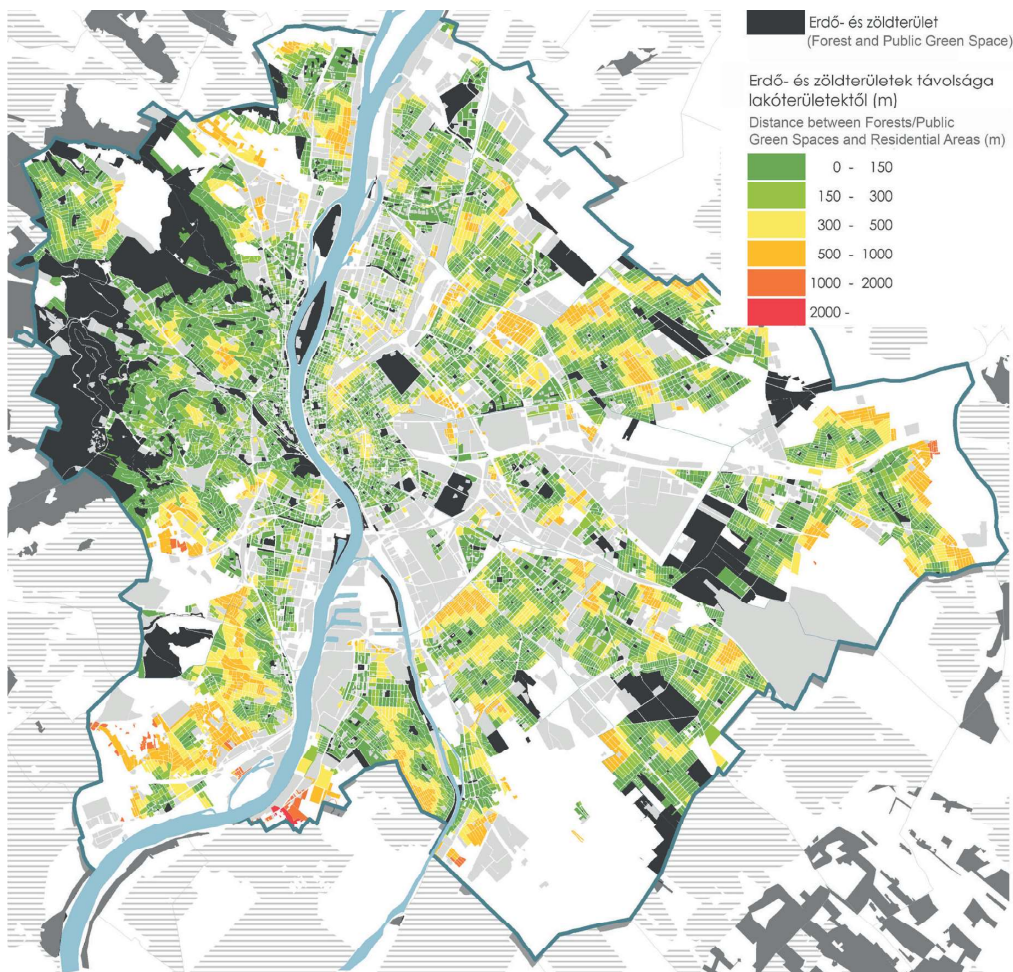 Erdő- és zöldterület
(Forest and Public Green Space)
Erdő- és zöldterületek távolsága
lakóterületektől (m)
Distance between Forests/Public
Green Spaces and Residential Areas (m)
0 - 150
150 - 300
300 - 500
500 - 1000
1000 - 2000
2000 -